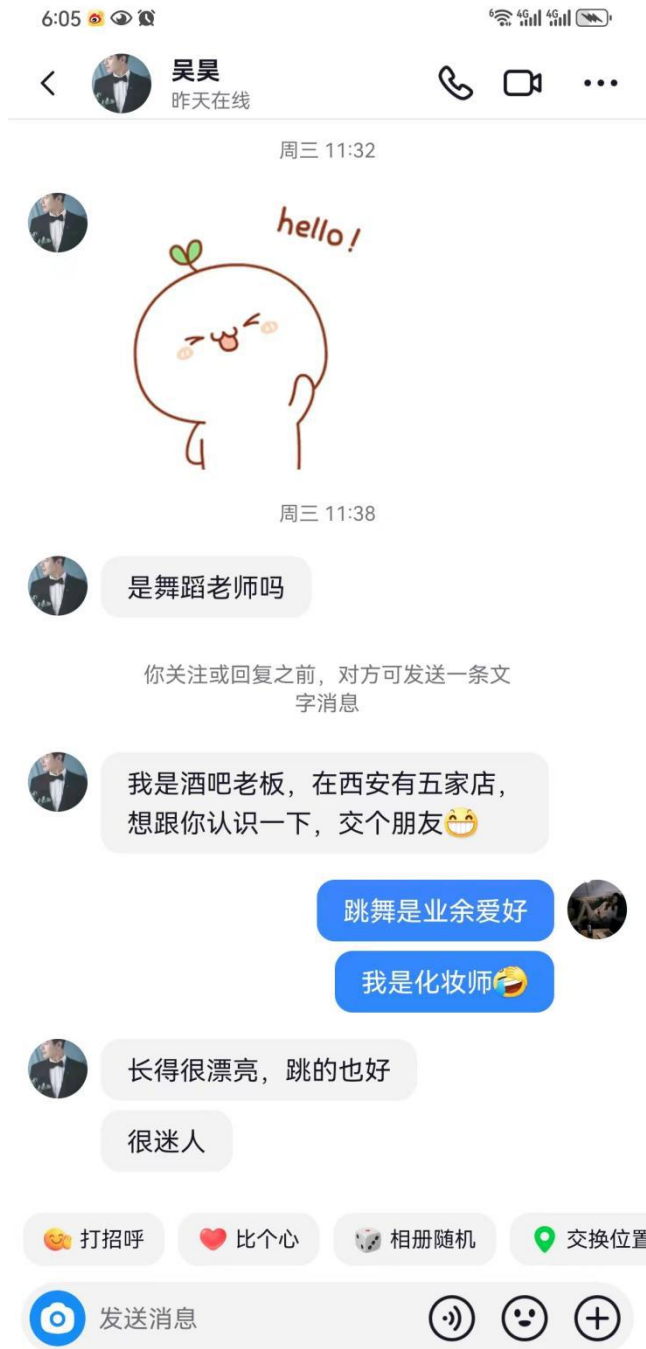 6:05
6 4G 4G
吴昊
昨天在线
周三 11:32
hello!
周三 11:38
是舞蹈老师吗
你关注或回复之前，对方可发送一条文
字消息
我是酒吧老板，在西安有五家店，
想跟你认识一下，交个朋友😁
跳舞是业余爱好
我是化妆师🤣
长得很漂亮，跳的也好
很迷人
打招呼 比个心 相册随机 交换位置
发送消息